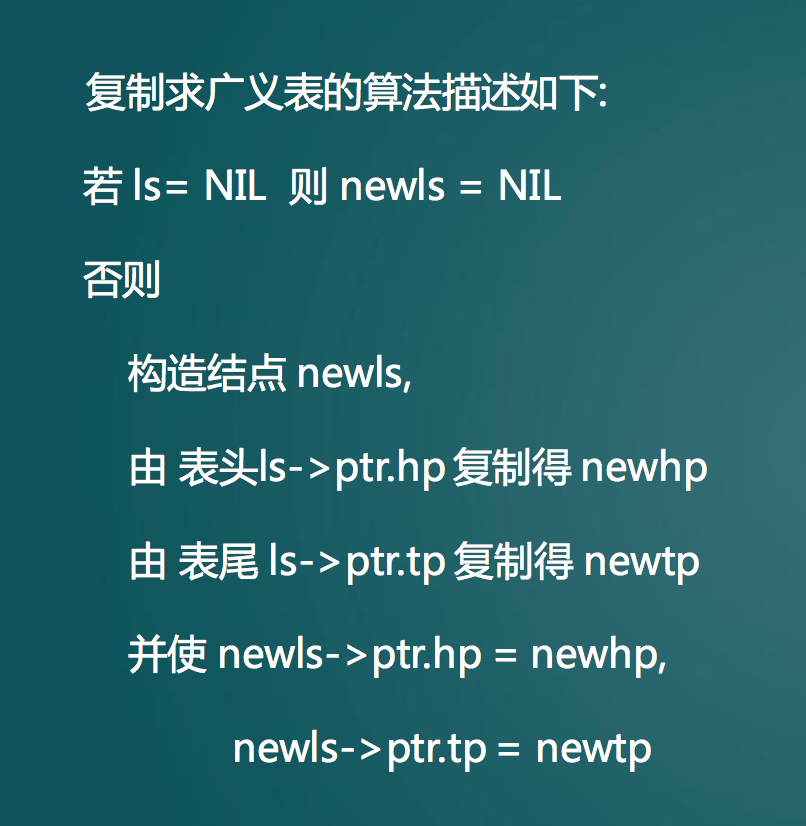 复制求广义表的算法描述如下:
若 ls= NIL 则 newls = NIL
否则
构造结点 newls,
由 表头ls->ptr.hp 复制得 newhp
由 表尾 ls->ptr.tp 复制得 newtp
并使 newls->ptr.hp = newhp,
newls->ptr.tp = newtp